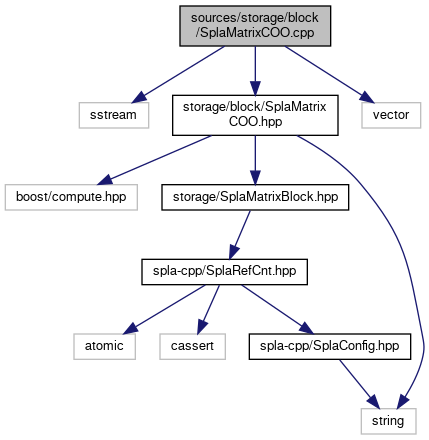 sources/storage/block
/SplaMatrixCOO.cpp
sstream
storage/block/SplaMatrix
COO.hpp
vector
boost/compute.hpp
storage/SplaMatrixBlock.hpp
spla-cpp/SplaRefCnt.hpp
atomic
cassert
spla-cpp/SplaConfig.hpp
string